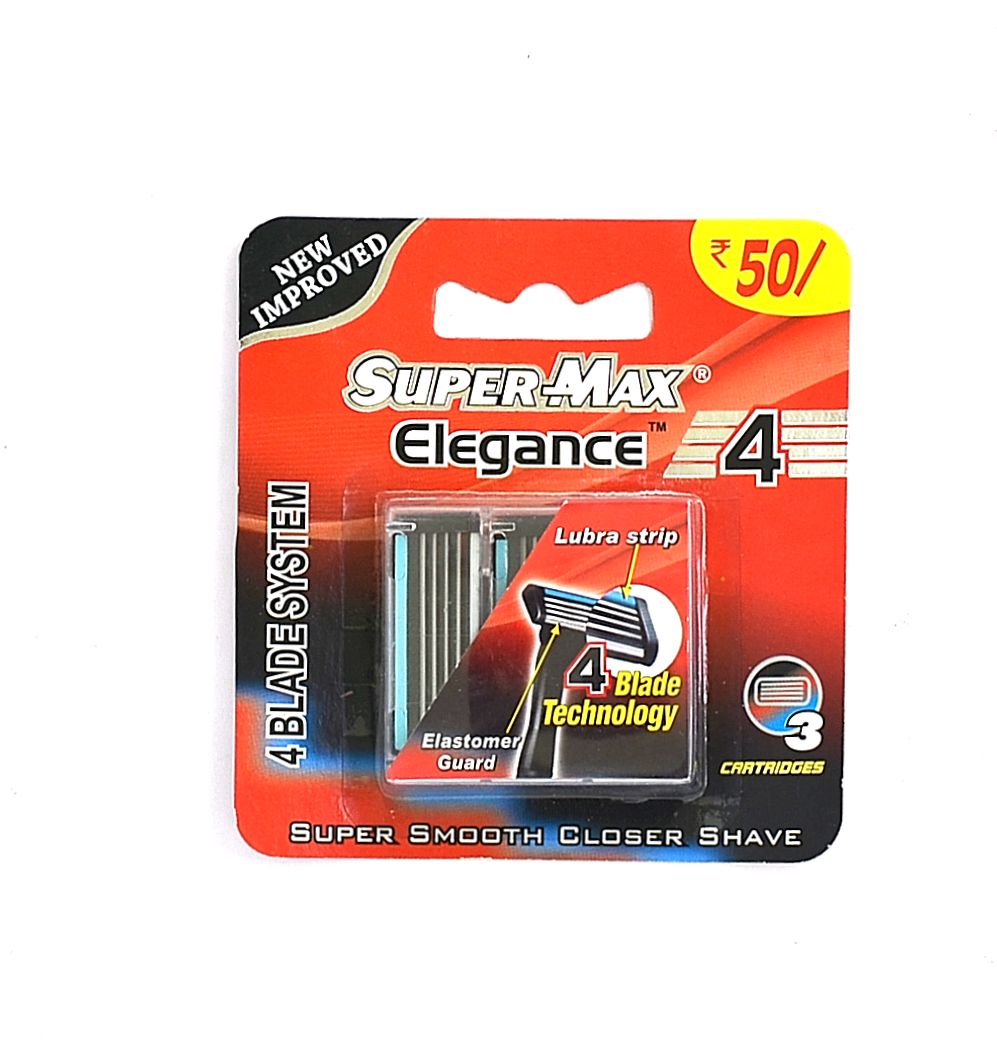 NEW
IMPROVED
₹ 50/
SUPER-MAX®
Elegance™ 4
4 BLADE SYSTEM
Lubra strip
4 Blade
Technology
Elastomer
Guard
3
CARTRIDGES
SUPER SMOOTH CLOSER SHAVE